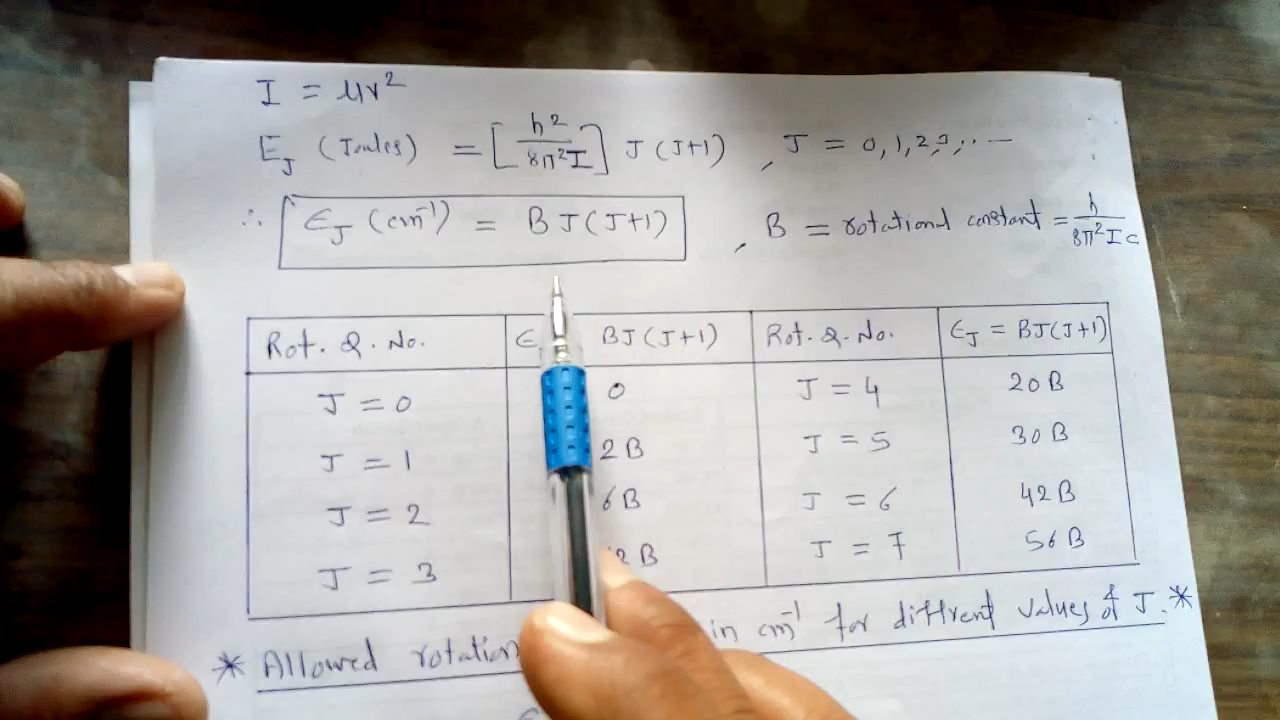 I = μr²
E_J (Joules) = [h²/8π²I] J(J+1) , J = 0, 1, 2, 3, ...
∴ ϵ_J (cm⁻¹) = B J(J+1) , B = rotational constant = h/8π²Ic
Rot. Q. No. ϵ BJ(J+1) Rot. Q. No. ϵ_J = BJ(J+1)
J = 0 0 J = 4 20B
J = 1 2B J = 5 30B
J = 2 6B J = 6 42B
J = 3 2B J = 7 56B
* Allowed rotation in cm⁻¹ for different values of J. *